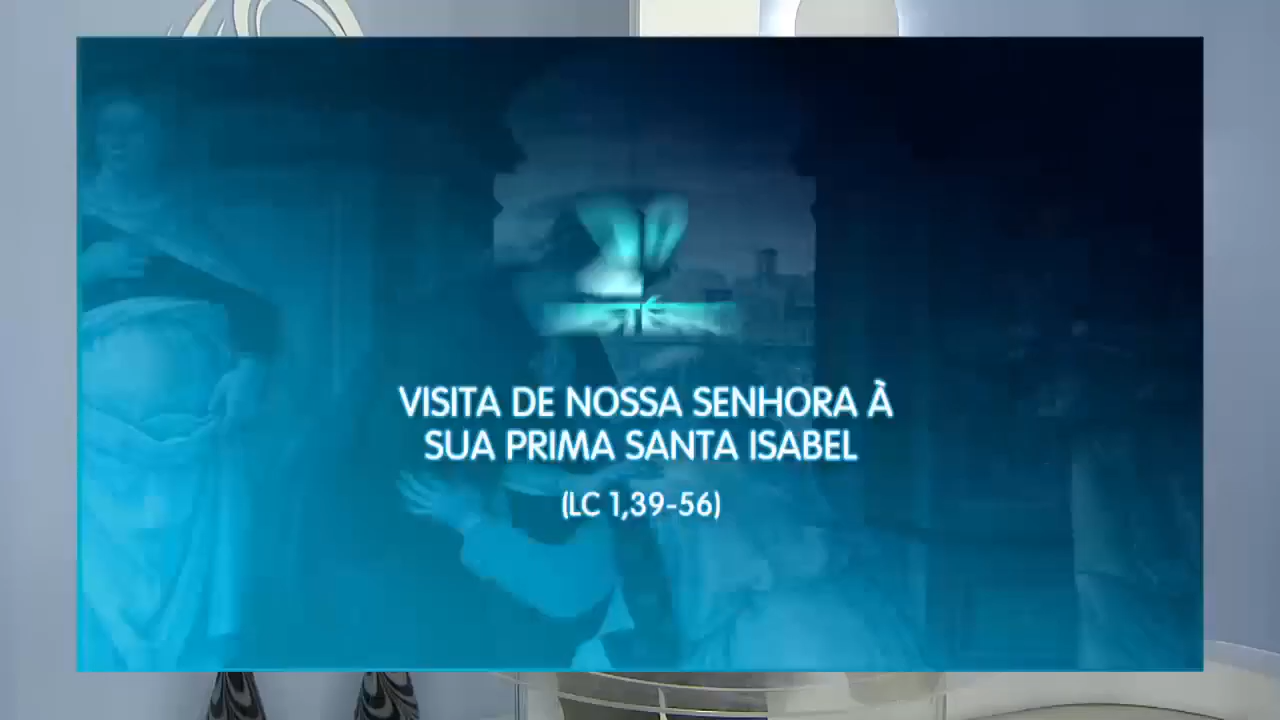 VISITA DE NOSSA SENHORA À
SUA PRIMA SANTA ISABEL
(LC 1,39-56)